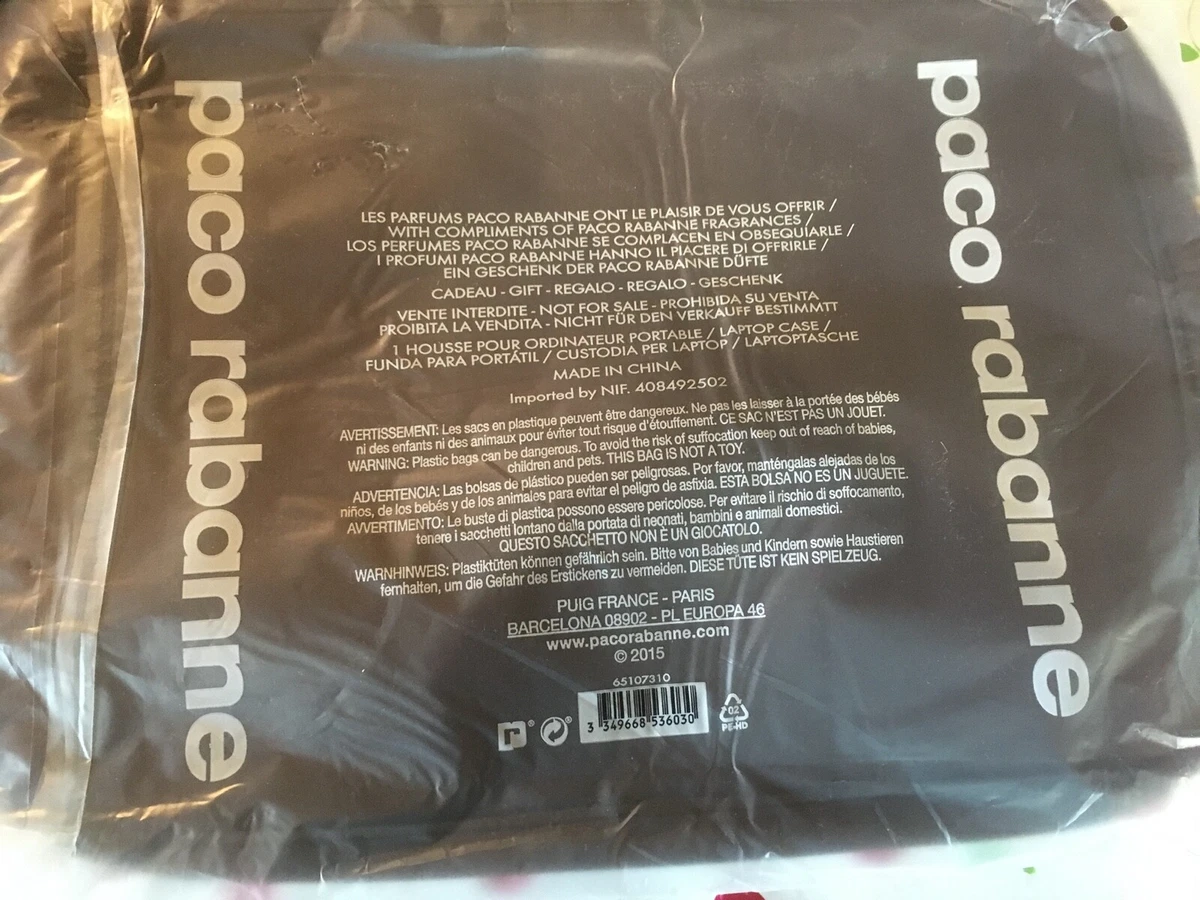 paco rabanne
paco rabanne
LES PARFUMS PACO RABANNE ONT LE PLAISIR DE VOUS OFFRIR /
WITH COMPLIMENTS OF PACO RABANNE FRAGRANCES /
LOS PERFUMES PACO RABANNE SE COMPLACEN EN OBSEQUIARLE /
I PROFUMI PACO RABANNE HANNO IL PIACERE DI OFFRIRLE /
EIN GESCHENK DER PACO RABANNE DÜFTE
CADEAU - GIFT - REGALO - REGALO - GESCHENK
VENTE INTERDITE - NOT FOR SALE - PROHIBIDA SU VENTA
PROIBITA LA VENDITA - NICHT FÜR DEN VERKAUFF BESTIMMTT
1 HOUSSE POUR ORDINATEUR PORTABLE / LAPTOP CASE /
FUNDA PARA PORTÁTIL / CUSTODIA PER LAPTOP / LAPTOPTASCHE
MADE IN CHINA
Imported by NIF. 408492502
AVERTISSEMENT: Les sacs en plastique peuvent être dangereux. Ne pas les laisser à la portée des bébés
ni des enfants ni des animaux pour éviter tout risque d'étouffement. CE SAC N'EST PAS UN JOUET.
WARNING: Plastic bags can be dangerous. To avoid the risk of suffocation keep out of reach of babies,
children and pets. THIS BAG IS NOT A TOY.
ADVERTENCIA: Las bolsas de plástico pueden ser peligrosas. Por favor, manténgalas alejadas de los
niños, de los bebés y de los animales para evitar el peligro de asfixia. ESTA BOLSA NO ES UN JUGUETE.
AVVERTIMENTO: Le buste di plastica possono essere pericolose. Per evitare il rischio di soffocamento,
tenere i sacchetti lontano dalla portata di neonati, bambini e animali domestici.
QUESTO SACCHETTO NON È UN GIOCATOLO.
WARNHINWEIS: Plastiktüten können gefährlich sein. Bitte von Babies und Kindern sowie Haustieren
fernhalten, um die Gefahr des Erstickens zu vermeiden. DIESE TÜTE IST KEIN SPIELZEUG.
PUIG FRANCE - PARIS
BARCELONA 08902 - PL EUROPA 46
www.pacorabanne.com
© 2015
65107310
3 349668 536030
r®
02
PE-HD